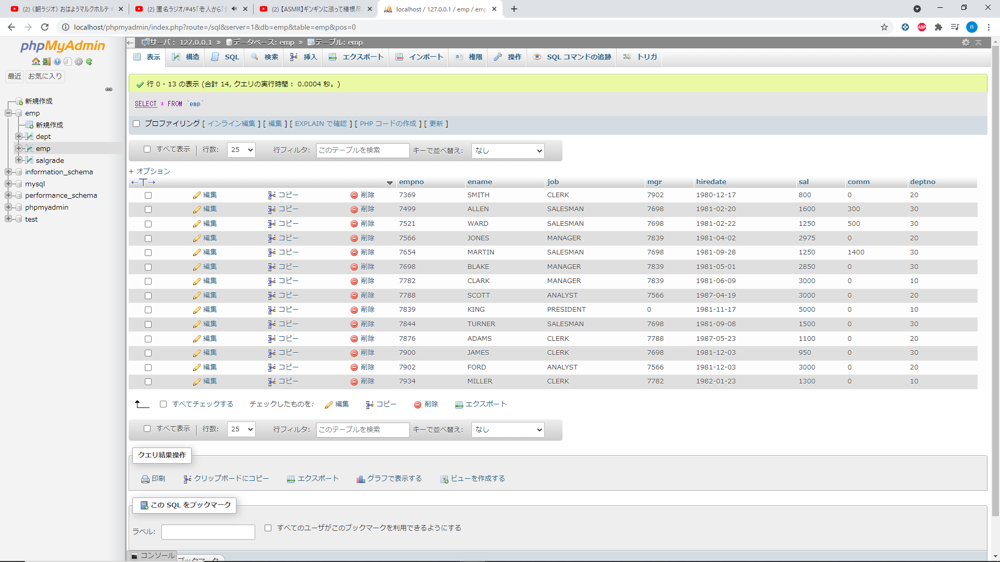 (2) 《朝ラジオ》おはようマルクホルテ #
(2) 匿名ラジオ/#45「老人から『
(2) 【ASMR】ギンギンに漲って精根尽
localhost / 127.0.0.1 / emp / emp
localhost/phpmyadmin/index.php?route=/sql&server=1&db=emp&table=emp&pos=0
ABP
n
phpMyAdmin
最近 お気に入り
新規作成
emp
新規作成
dept
emp
salgrade
information_schema
mysql
performance_schema
phpmyadmin
test
サーバ: 127.0.0.1 » データベース: emp » テーブル: emp
表示 構造 SQL 検索 挿入 エクスポート インポート 権限 操作 SQL コマンドの追跡 トリガ
行 0 - 13 の表示 (合計 14, クエリの実行時間: 0.0004 秒。)
SELECT * FROM `emp`
プロファイリング [ インライン編集 ] [ 編集 ] [ EXPLAIN で確認 ] [ PHP コードの作成 ] [ 更新 ]
すべて表示 行数: 25 行フィルタ: このテーブルを検索 キーで並べ替え: なし
+ オプション
←T→ empno ename job mgr hiredate sal comm deptno
編集 コピー 削除 7369 SMITH CLERK 7902 1980-12-17 800 0 20
編集 コピー 削除 7499 ALLEN SALESMAN 7698 1981-02-20 1600 300 30
編集 コピー 削除 7521 WARD SALESMAN 7698 1981-02-22 1250 500 30
編集 コピー 削除 7566 JONES MANAGER 7839 1981-04-02 2975 0 20
編集 コピー 削除 7654 MARTIN SALESMAN 7698 1981-09-28 1250 1400 30
編集 コピー 削除 7698 BLAKE MANAGER 7839 1981-05-01 2850 0 30
編集 コピー 削除 7782 CLARK MANAGER 7839 1981-06-09 3000 0 10
編集 コピー 削除 7788 SCOTT ANALYST 7566 1987-04-19 3000 0 20
編集 コピー 削除 7839 KING PRESIDENT 0 1981-11-17 5000 0 10
編集 コピー 削除 7844 TURNER SALESMAN 7698 1981-09-08 1500 0 30
編集 コピー 削除 7876 ADAMS CLERK 7788 1987-05-23 1100 0 20
編集 コピー 削除 7900 JAMES CLERK 7698 1981-12-03 950 0 30
編集 コピー 削除 7902 FORD ANALYST 7566 1981-12-03 3000 0 20
編集 コピー 削除 7934 MILLER CLERK 7782 1982-01-23 1300 0 10
すべてチェックする チェックしたものを: 編集 コピー 削除 エクスポート
すべて表示 行数: 25 行フィルタ: このテーブルを検索 キーで並べ替え: なし
クエリ結果操作
印刷 クリップボードにコピー エクスポート グラフで表示する ビューを作成する
この SQL をブックマーク
ラベル: すべてのユーザがこのブックマークを利用できるようにする
コンソール ブックマーク